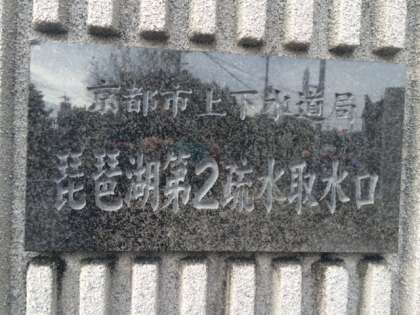 京都市上下水道局
琵琶湖第2疏水取水口